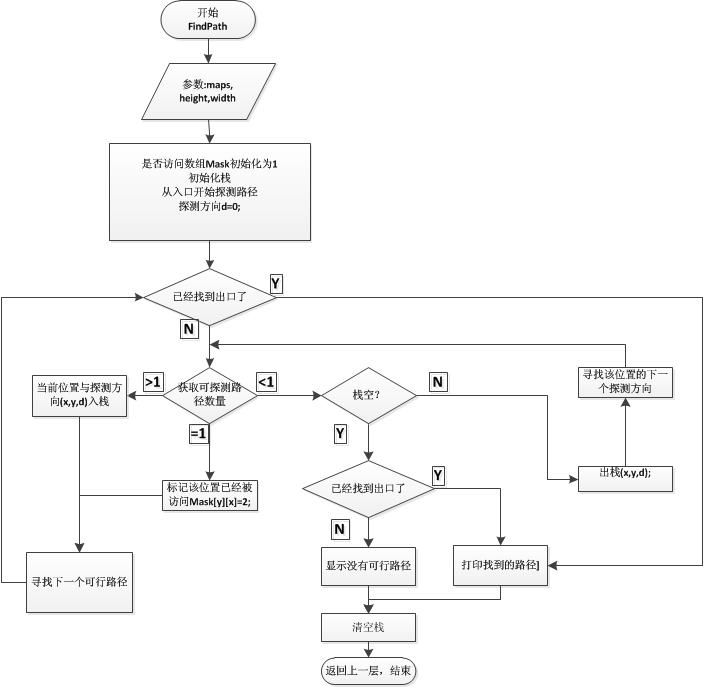 开始
FindPath
参数:maps,
height,width
是否访问数组Mask初始化为1
初始化栈
从入口开始探测路径
探测方向d=0;
已经找到出口了
Y
N
获取可探测路
径数量
>1
<1
=1
当前位置与探测方
向(x,y,d)入栈
栈空?
N
Y
寻找该位置的下一
个探测方向
出栈(x,y,d);
标记该位置已经被
访问Mask[y][x]=2;
已经找到出口了
Y
N
寻找下一个可行路径
显示没有可行路径
打印找到的路径]
清空栈
返回上一层，结束